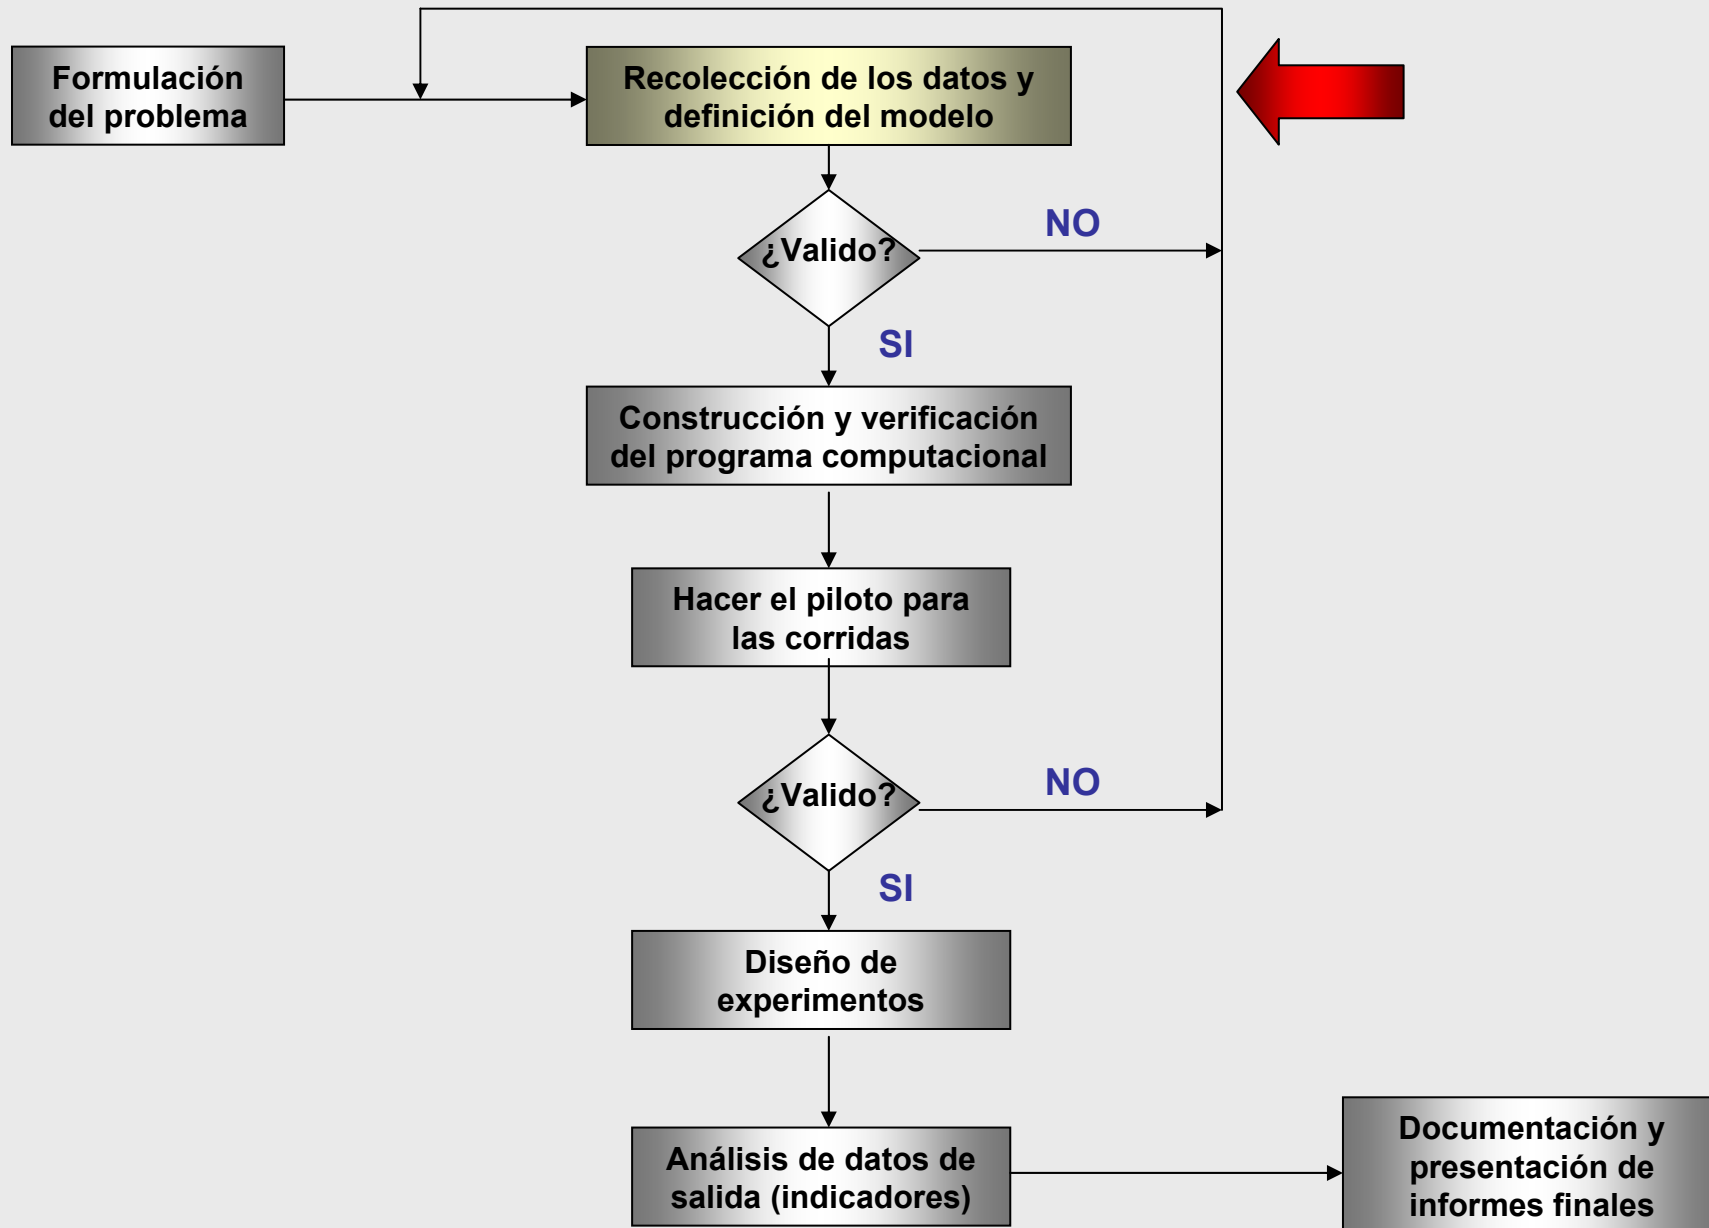 Formulación
del problema
Recolección de los datos y
definición del modelo
¿Valido?
NO
SI
Construcción y verificación
del programa computacional
Hacer el piloto para
las corridas
¿Valido?
NO
SI
Diseño de
experimentos
Análisis de datos de
salida (indicadores)
Documentación y
presentación de
informes finales